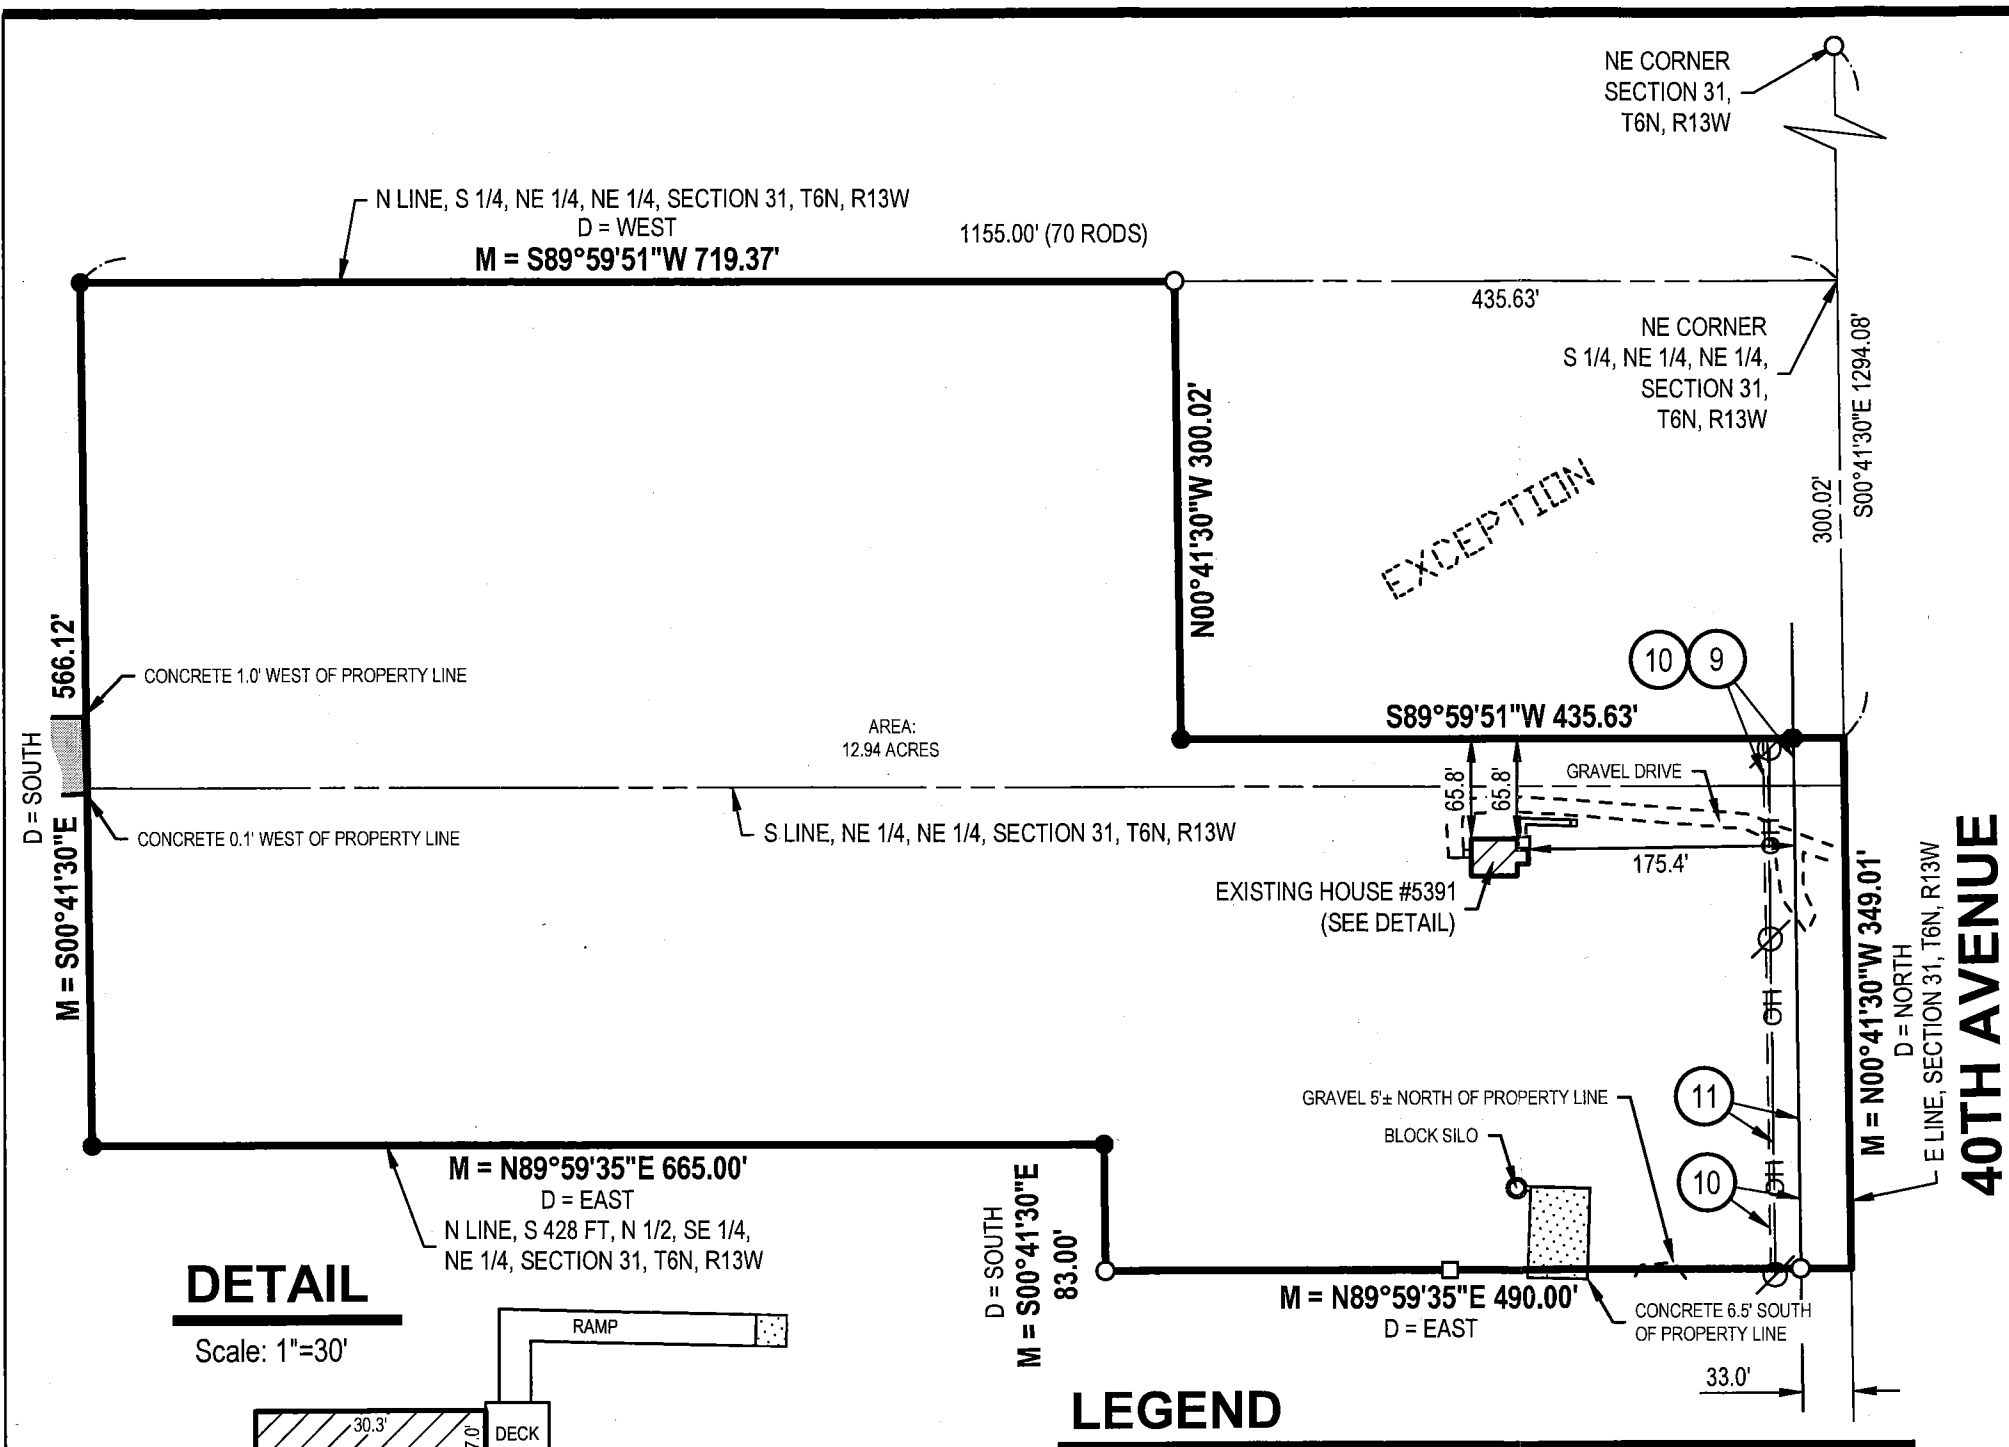 NE CORNER
SECTION 31,
T6N, R13W
N LINE, S 1/4, NE 1/4, NE 1/4, SECTION 31, T6N, R13W
D = WEST
M = S89°59'51"W 719.37'
1155.00' (70 RODS)
435.63'
NE CORNER
S 1/4, NE 1/4, NE 1/4,
SECTION 31,
T6N, R13W
S00°41'30"E 1294.08'
300.02'
N00°41'30"W 300.02'
EXCEPTION
10
9
S89°59'51"W 435.63'
566.12'
CONCRETE 1.0' WEST OF PROPERTY LINE
D = SOUTH
M = S00°41'30"E
AREA:
12.94 ACRES
CONCRETE 0.1' WEST OF PROPERTY LINE
S LINE, NE 1/4, NE 1/4, SECTION 31, T6N, R13W
65.8'
65.8'
GRAVEL DRIVE
175.4'
EXISTING HOUSE #5391
(SEE DETAIL)
OH
OH
OH
M = N00°41'30"W 349.01'
D = NORTH
E LINE, SECTION 31, T6N, R13W
40TH AVENUE
GRAVEL 5'± NORTH OF PROPERTY LINE
11
BLOCK SILO
10
M = N89°59'35"E 665.00'
D = EAST
N LINE, S 428 FT, N 1/2, SE 1/4,
NE 1/4, SECTION 31, T6N, R13W
D = SOUTH
M = S00°41'30"E
83.00'
M = N89°59'35"E 490.00'
D = EAST
CONCRETE 6.5' SOUTH
OF PROPERTY LINE
33.0'
DETAIL
Scale: 1"=30'
RAMP
30.3'
7.0'
DECK
LEGEND